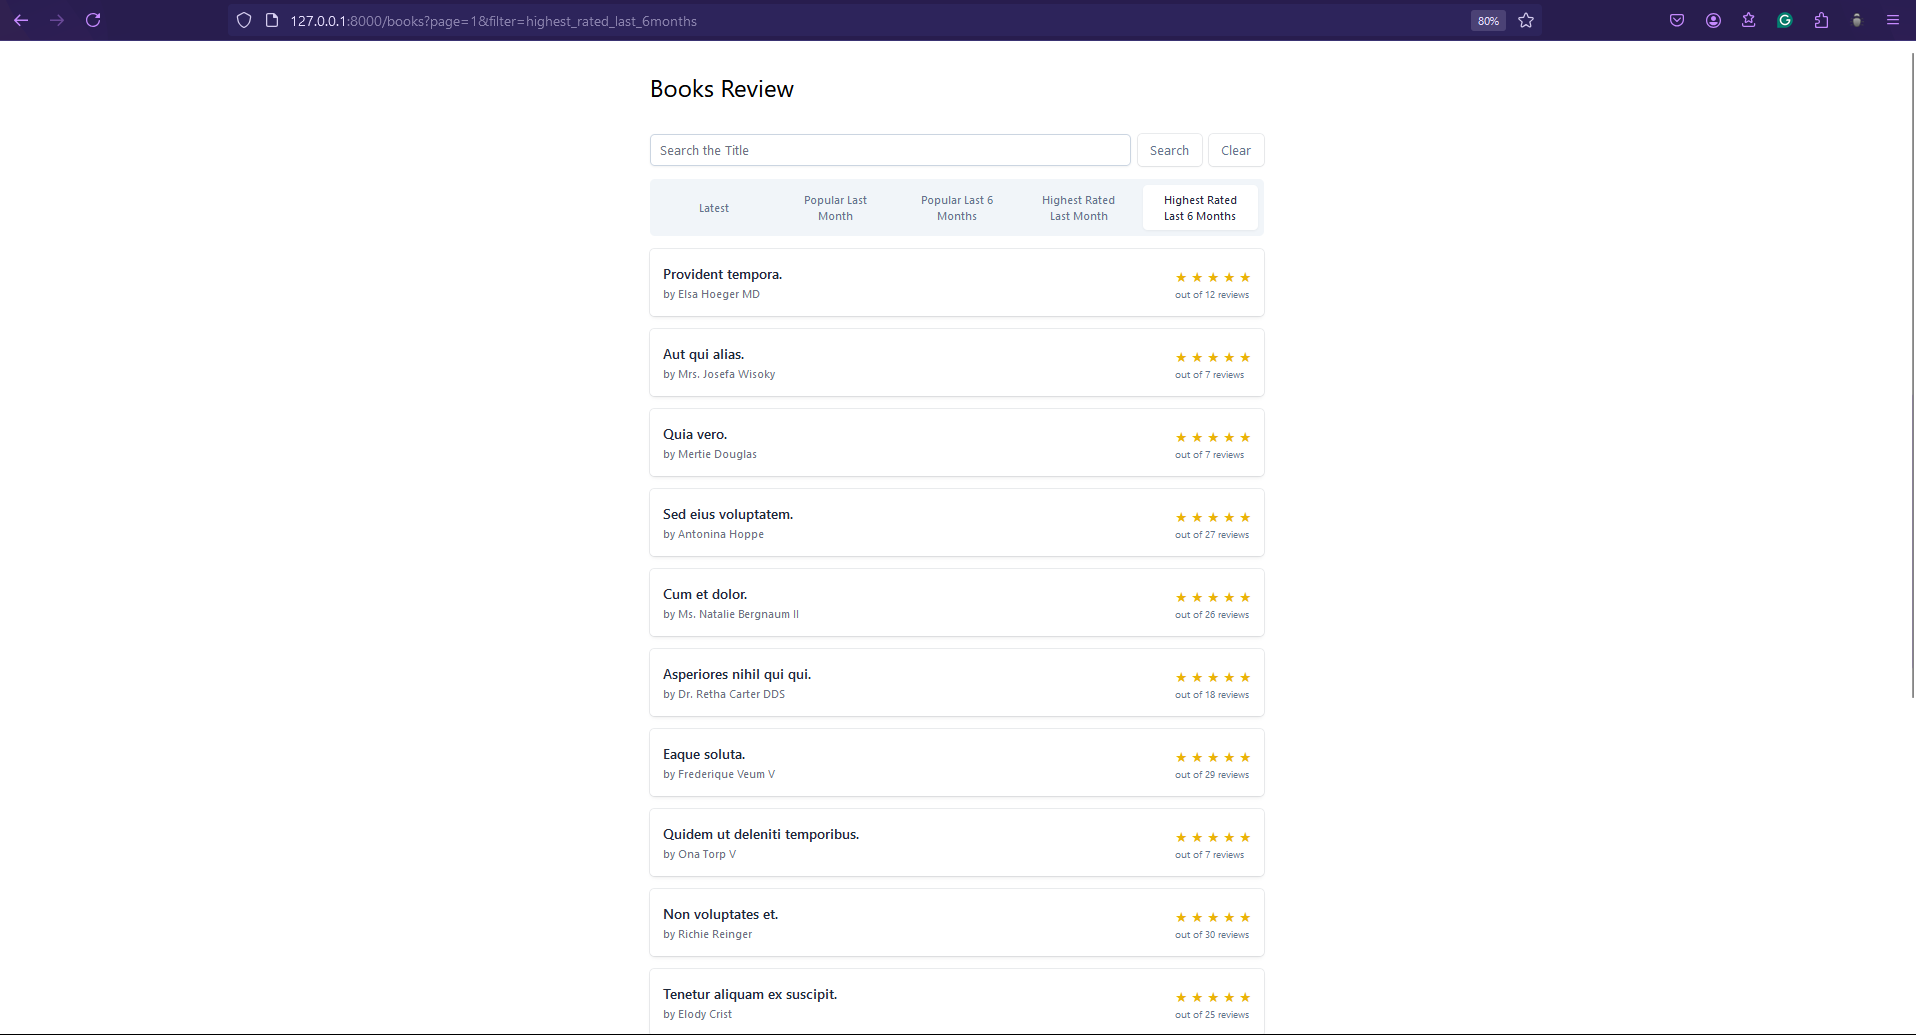 127.0.0.1:8000/books?page=1&filter=highest_rated_last_6months
80%
Books Review
Search the Title
Search
Clear
Latest
Popular Last
Month
Popular Last 6
Months
Highest Rated
Last Month
Highest Rated
Last 6 Months
Provident tempora.
by Elsa Hoeger MD
★ ★ ★ ★ ★
out of 12 reviews
Aut qui alias.
by Mrs. Josefa Wisoky
★ ★ ★ ★ ★
out of 7 reviews
Quia vero.
by Mertie Douglas
★ ★ ★ ★ ★
out of 7 reviews
Sed eius voluptatem.
by Antonina Hoppe
★ ★ ★ ★ ★
out of 27 reviews
Cum et dolor.
by Ms. Natalie Bergnaum II
★ ★ ★ ★ ★
out of 26 reviews
Asperiores nihil qui qui.
by Dr. Retha Carter DDS
★ ★ ★ ★ ★
out of 18 reviews
Eaque soluta.
by Frederique Veum V
★ ★ ★ ★ ★
out of 29 reviews
Quidem ut deleniti temporibus.
by Ona Torp V
★ ★ ★ ★ ★
out of 7 reviews
Non voluptates et.
by Richie Reinger
★ ★ ★ ★ ★
out of 30 reviews
Tenetur aliquam ex suscipit.
by Elody Crist
★ ★ ★ ★ ★
out of 25 reviews